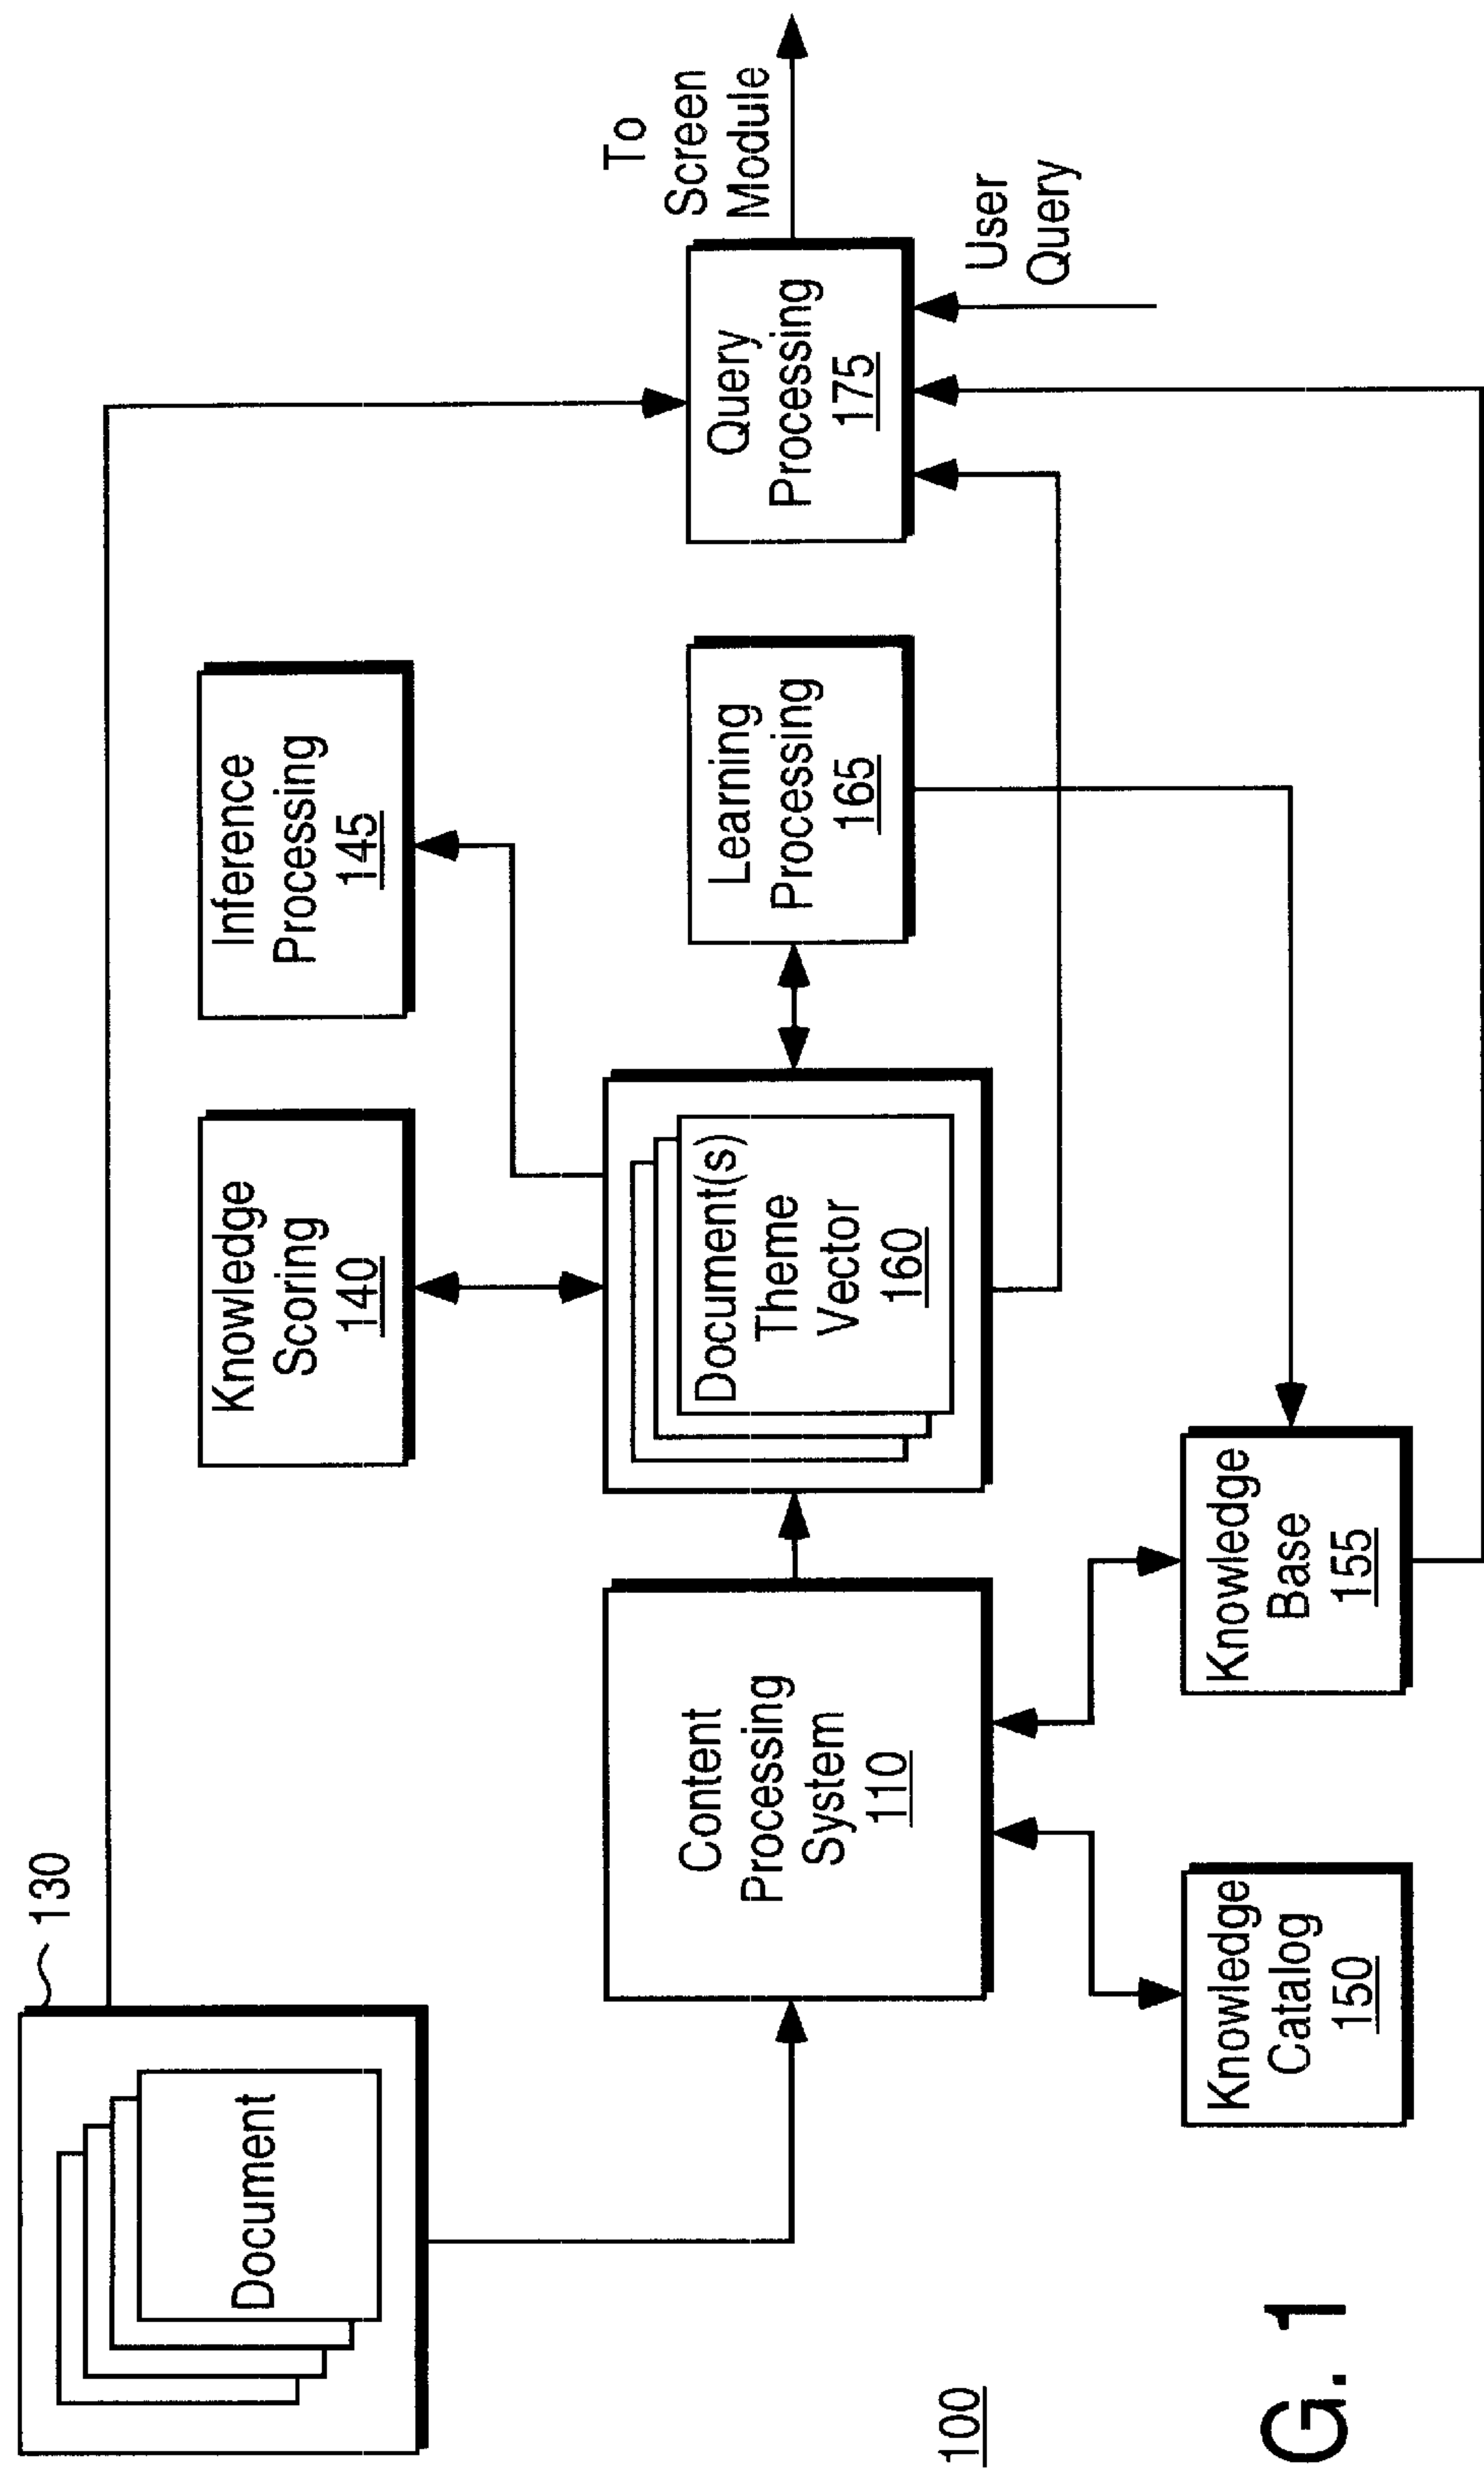 130
Document
Knowledge
Scoring
140
Inference
Processing
145
To
Screen
Module
Content
Processing
System
110
Document(s)
Theme
Vector
160
Learning
Processing
165
Query
Processing
175
User
Query
Knowledge
Catalog
150
Knowledge
Base
155
100
G. 1